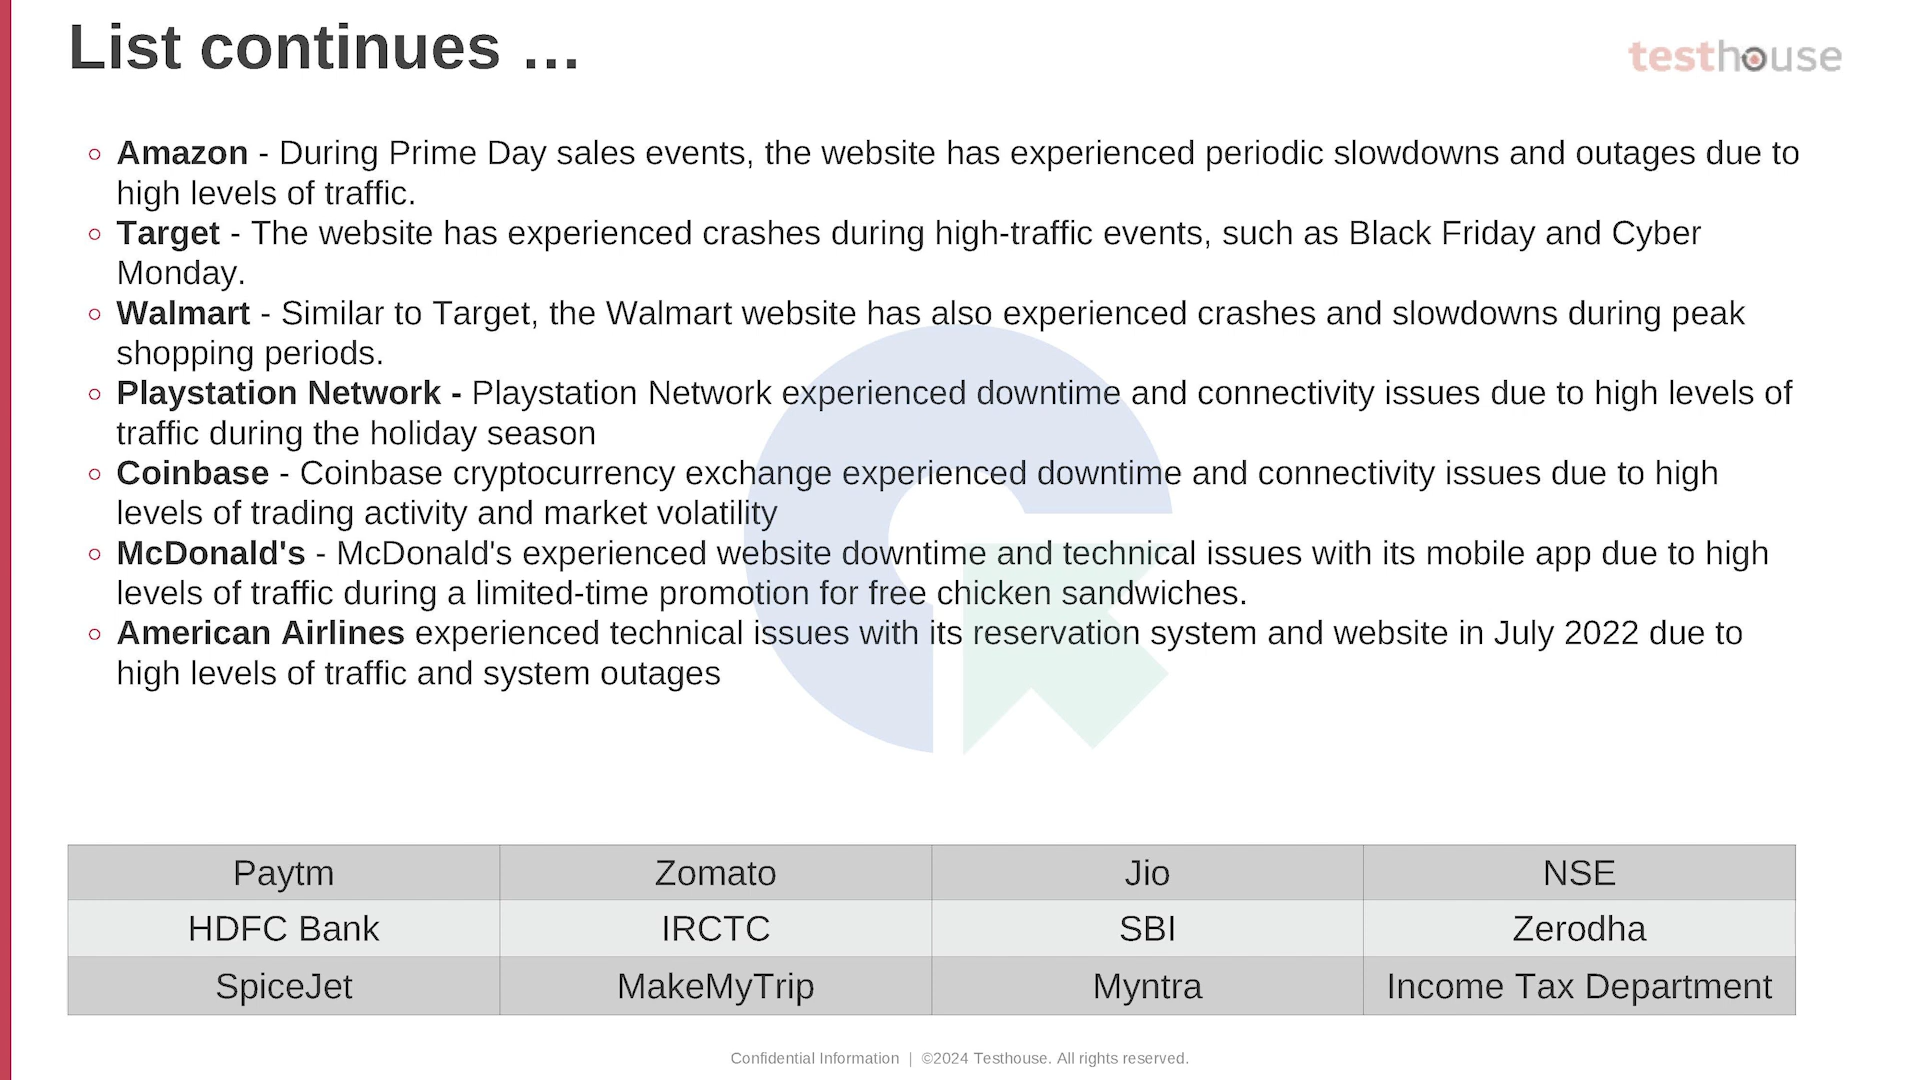 List continues ...
testhouse
Amazon - During Prime Day sales events, the website has experienced periodic slowdowns and outages due to
high levels of traffic.
Target - The website has experienced crashes during high-traffic events, such as Black Friday and Cyber
Monday.
Walmart - Similar to Target, the Walmart website has also experienced crashes and slowdowns during peak
shopping periods.
Playstation Network - Playstation Network experienced downtime and connectivity issues due to high levels of
traffic during the holiday season
Coinbase - Coinbase cryptocurrency exchange experienced downtime and connectivity issues due to high
levels of trading activity and market volatility
McDonald's - McDonald's experienced website downtime and technical issues with its mobile app due to high
levels of traffic during a limited-time promotion for free chicken sandwiches.
American Airlines experienced technical issues with its reservation system and website in July 2022 due to
high levels of traffic and system outages
Paytm Zomato Jio NSE
HDFC Bank IRCTC SBI Zerodha
SpiceJet MakeMyTrip Myntra Income Tax Department
Confidential Information | ©2024 Testhouse. All rights reserved.